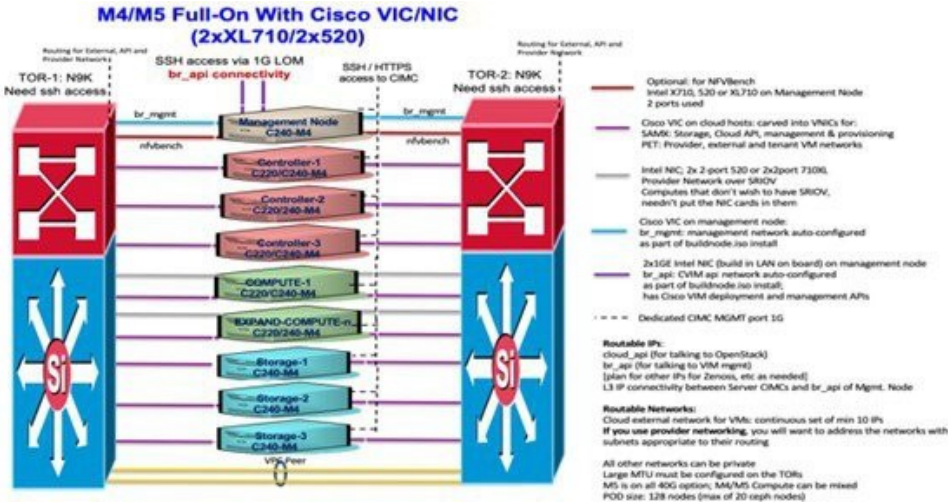 M4/M5 Full-On With Cisco VIC/NIC
(2xXL710/2x520)
Routing for External, API and
Provider Networks
TOR-1: N9K
Need ssh access
SSH access via 1G LOM
br_api connectivity
SSH / HTTPS
access to CIMC
Routing for External, API and
Provider Network
TOR-2: N9K
Need ssh access
br_mgmt
br_mgmt
Management Node
C240-M4
nfvbench
nfvbench
Controller-1
C220/C240-M4
Controller-2
C220/240-M4
Controller-3
C220/C240-M4
COMPUTE-1
C220/C240-M4
EXPAND-COMPUTE-n
C220/240-M4
Storage-1
C240-M4
Storage-2
C240-M4
Storage-3
C240-M4
VPC Peer
Si
Si
Optional: for NFVBench
Intel X710, 520 or XL710 on Management Node
2 ports used
Cisco VIC on cloud hosts: carved into VNICs for:
SAMX: Storage, Cloud API, management & provisioning
PET: Provider, external and tenant VM networks
Intel NIC; 2x 2-port 520 or 2x2port 710XL
Provider Network over SRIOV
Computes that don't wish to have SRIOV,
needn't put the NIC cards in them
Cisco VIC on management node:
br_mgmt: management network auto-configured
as part of buildnode.iso install
2x1GE Intel NIC (build in LAN on board) on management node
br_api: CVIM api network auto-configured
as part of buildnode.iso install;
has Cisco VIM deployment and management APIs
Dedicated CIMC MGMT port 1G
Routable IPs:
cloud_api (for talking to OpenStack)
br_api (for talking to VIM mgmt)
[plan for other IPs for Zenoss, etc as needed]
L3 IP connectivity between Server CIMCs and br_api of Mgmt. Node
Routable Networks:
Cloud external network for VMs: continuous set of min 10 IPs
If you use provider networking, you will want to address the networks with
subnets appropriate to their routing
All other networks can be private
Large MTU must be configured on the TORs
M5 is on all 40G option; M4/M5 Compute can be mixed
POD size: 128 nodes (max of 20 ceph nodes)